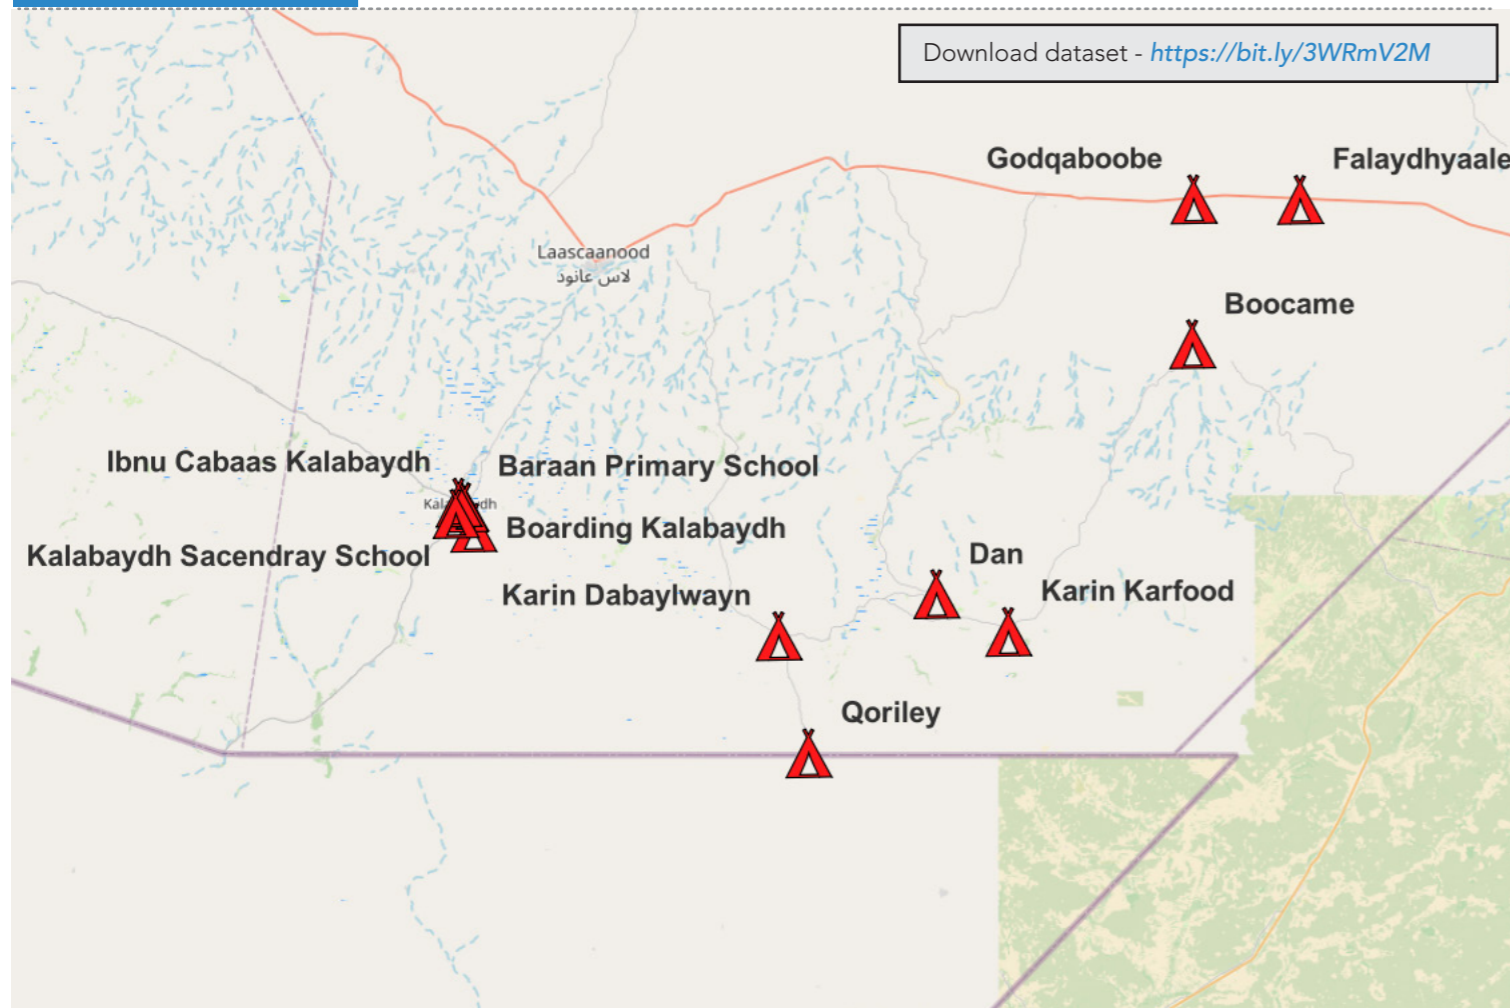 Download dataset - https://bit.ly/3WRmV2M
Godqaboobe
Falaydhyaale
Laascaanood
لاس عانود
Boocame
Ibnu Cabaas Kalabaydh
Baraan Primary School
Boarding Kalabaydh
Kalabaydh Sacendray School
Dan
Karin Dabaylwayn
Karin Karfood
Qoriley